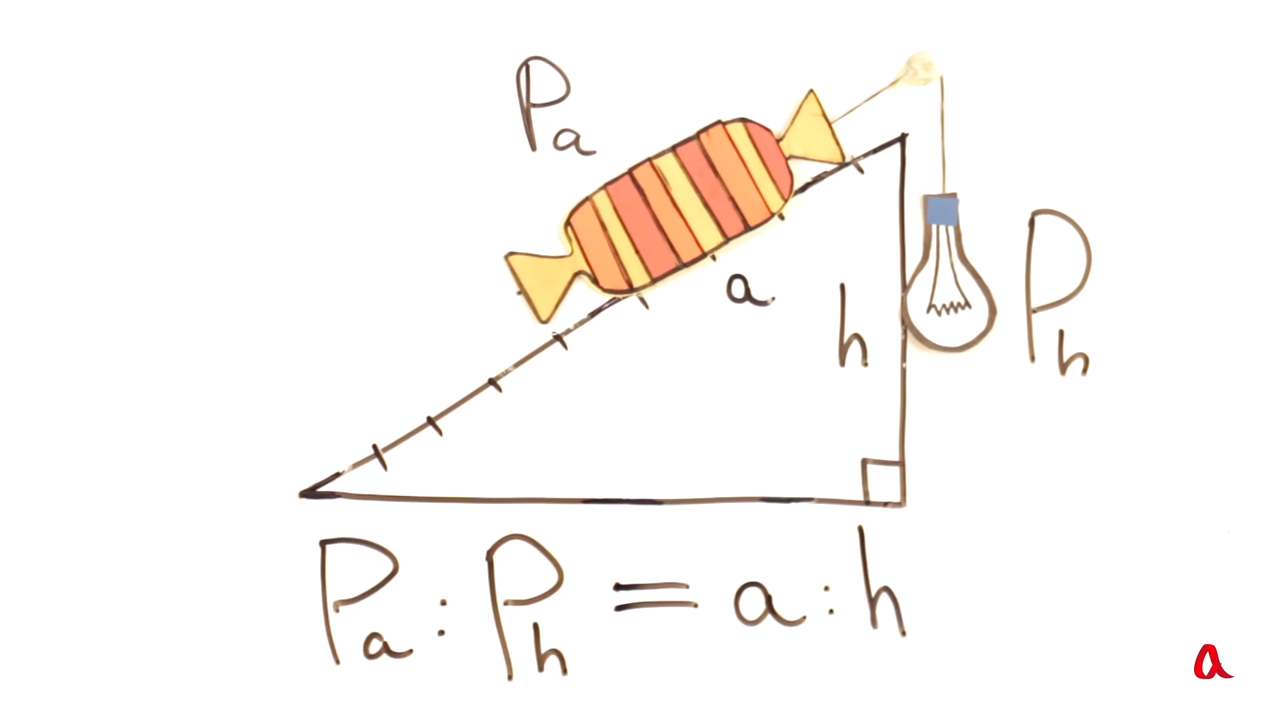 Pa
a
h
Ph
Pa : Ph = a : h
a